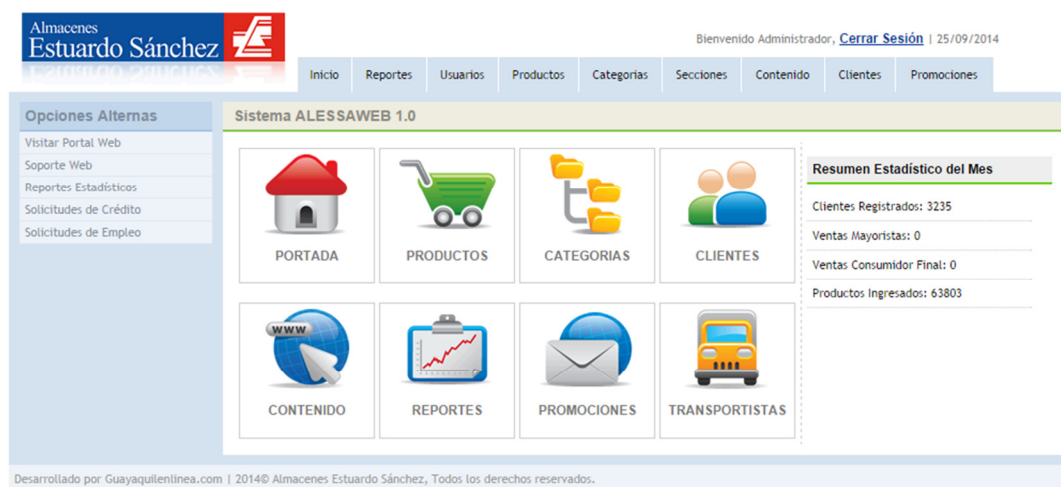 Almacenes
Estuardo Sánchez
Bienvenido Administrador, Cerrar Sesión | 25/09/2014
Inicio Reportes Usuarios Productos Categorias Secciones Contenido Clientes Promociones
Opciones Alternas
Visitar Portal Web
Soporte Web
Reportes Estadísticos
Solicitudes de Crédito
Solicitudes de Empleo
Sistema ALESSAWEB 1.0
PORTADA
PRODUCTOS
CATEGORIAS
CLIENTES
WWW
CONTENIDO
REPORTES
PROMOCIONES
TRANSPORTISTAS
Resumen Estadístico del Mes
Clientes Registrados: 3235
Ventas Mayoristas: 0
Ventas Consumidor Final: 0
Productos Ingresados: 63803
Desarrollado por Guayaquilenlinea.com | 2014© Almacenes Estuardo Sánchez, Todos los derechos reservados.